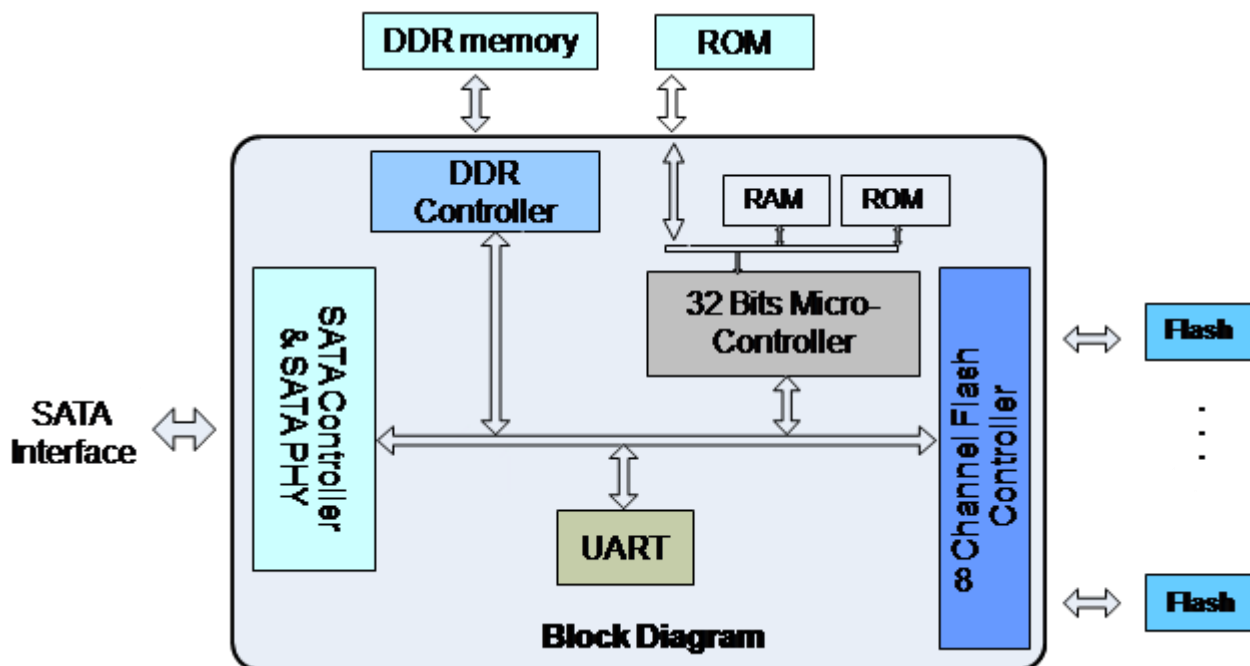 DDR memory
ROM
DDR
Controller
RAM
ROM
32 Bits Micro-
Controller
SATA Controller
& SATA PHY
8 Channel Flash
Controller
Flash
SATA
Interface
UART
Flash
Block Diagram